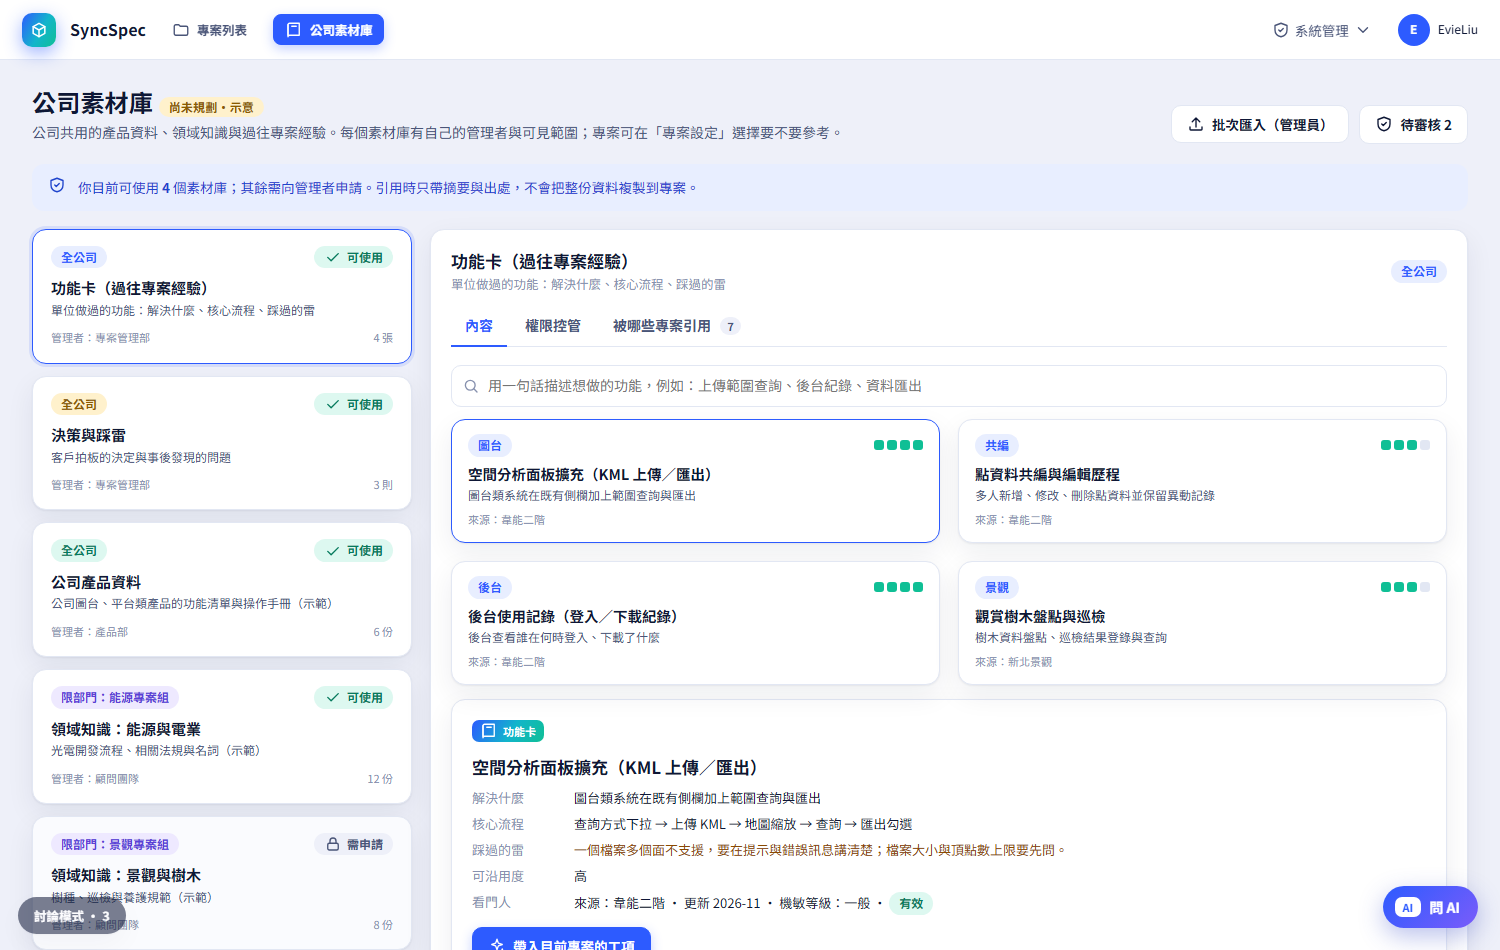 SyncSpec
專案列表
公司素材庫
系統管理
E
EvieLiu
公司素材庫
尚未規劃・示意
公司共用的產品資料、領域知識與過往專案經驗。每個素材庫有自己的管理者與可見範圍；專案可在「專案設定」選擇要不要參考。
批次匯入（管理員）
待審核 2
你目前可使用 4 個素材庫；其餘需向管理者申請。引用時只帶摘要與出處，不會把整份資料複製到專案。
全公司
可使用
功能卡（過往專案經驗）
單位做過的功能：解決什麼、核心流程、踩過的雷
管理者：專案管理部
4 張
全公司
可使用
決策與踩雷
客戶拍板的決定與事後發現的問題
管理者：專案管理部
3 則
全公司
可使用
公司產品資料
公司圖台、平台類產品的功能清單與操作手冊（示範）
管理者：產品部
6 份
限部門：能源專案組
可使用
領域知識：能源與電業
光電開發流程、相關法規與名詞（示範）
管理者：顧問團隊
12 份
限部門：景觀專案組
需申請
領域知識：景觀與樹木
樹種、巡檢與養護規範（示範）
管理者：顧問團隊
8 份
討論模式・3
功能卡（過往專案經驗）
單位做過的功能：解決什麼、核心流程、踩過的雷
全公司
內容
權限控管
被哪些專案引用
7
用一句話描述想做的功能，例如：上傳範圍查詢、後台紀錄、資料匯出
圖台
空間分析面板擴充（KML 上傳／匯出）
圖台類系統在既有側欄加上範圍查詢與匯出
來源：韋能二階
共編
點資料共編與編輯歷程
多人新增、修改、刪除點資料並保留異動記錄
來源：韋能二階
後台
後台使用記錄（登入／下載紀錄）
後台查看誰在何時登入、下載了什麼
來源：韋能二階
景觀
觀賞樹木盤點與巡檢
樹木資料盤點、巡檢結果登錄與查詢
來源：新北景觀
功能卡
空間分析面板擴充（KML 上傳／匯出）
解決什麼
圖台類系統在既有側欄加上範圍查詢與匯出
核心流程
查詢方式下拉 → 上傳 KML → 地圖縮放 → 查詢 → 匯出勾選
踩過的雷
一個檔案多個面不支援，要在提示與錯誤訊息講清楚；檔案大小與頂點數上限要先問。
可沿用度
高
看門人
來源：韋能二階 ・ 更新 2026-11 ・ 機敏等級：一般 ・ 有效
帶入目前專案的工項
AI
問 AI